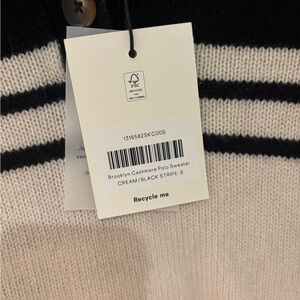 FSC
1316582SKC00S
Brooklyn Cashmere Polo Sweater
CREAM/BLACK STRIPE-S
Recycle me